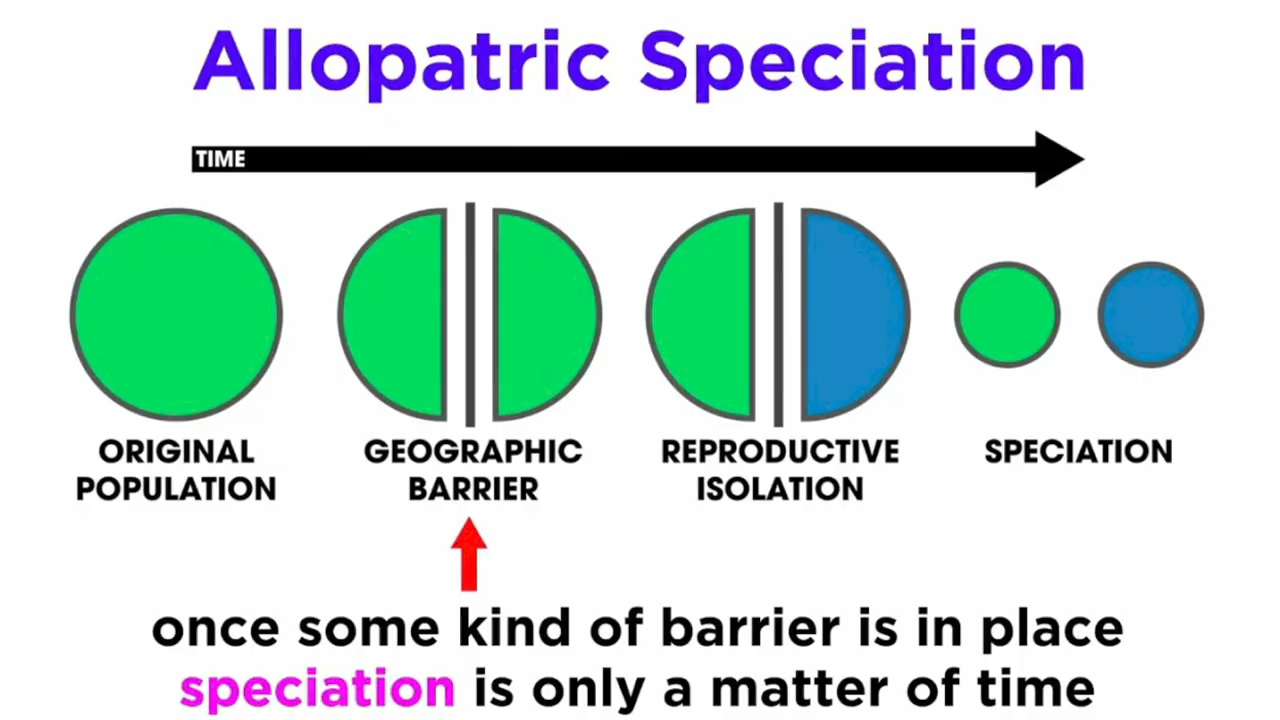 Allopatric Speciation
TIME
ORIGINAL
POPULATION
GEOGRAPHIC
BARRIER
REPRODUCTIVE
ISOLATION
SPECIATION
once some kind of barrier is in place
speciation is only a matter of time